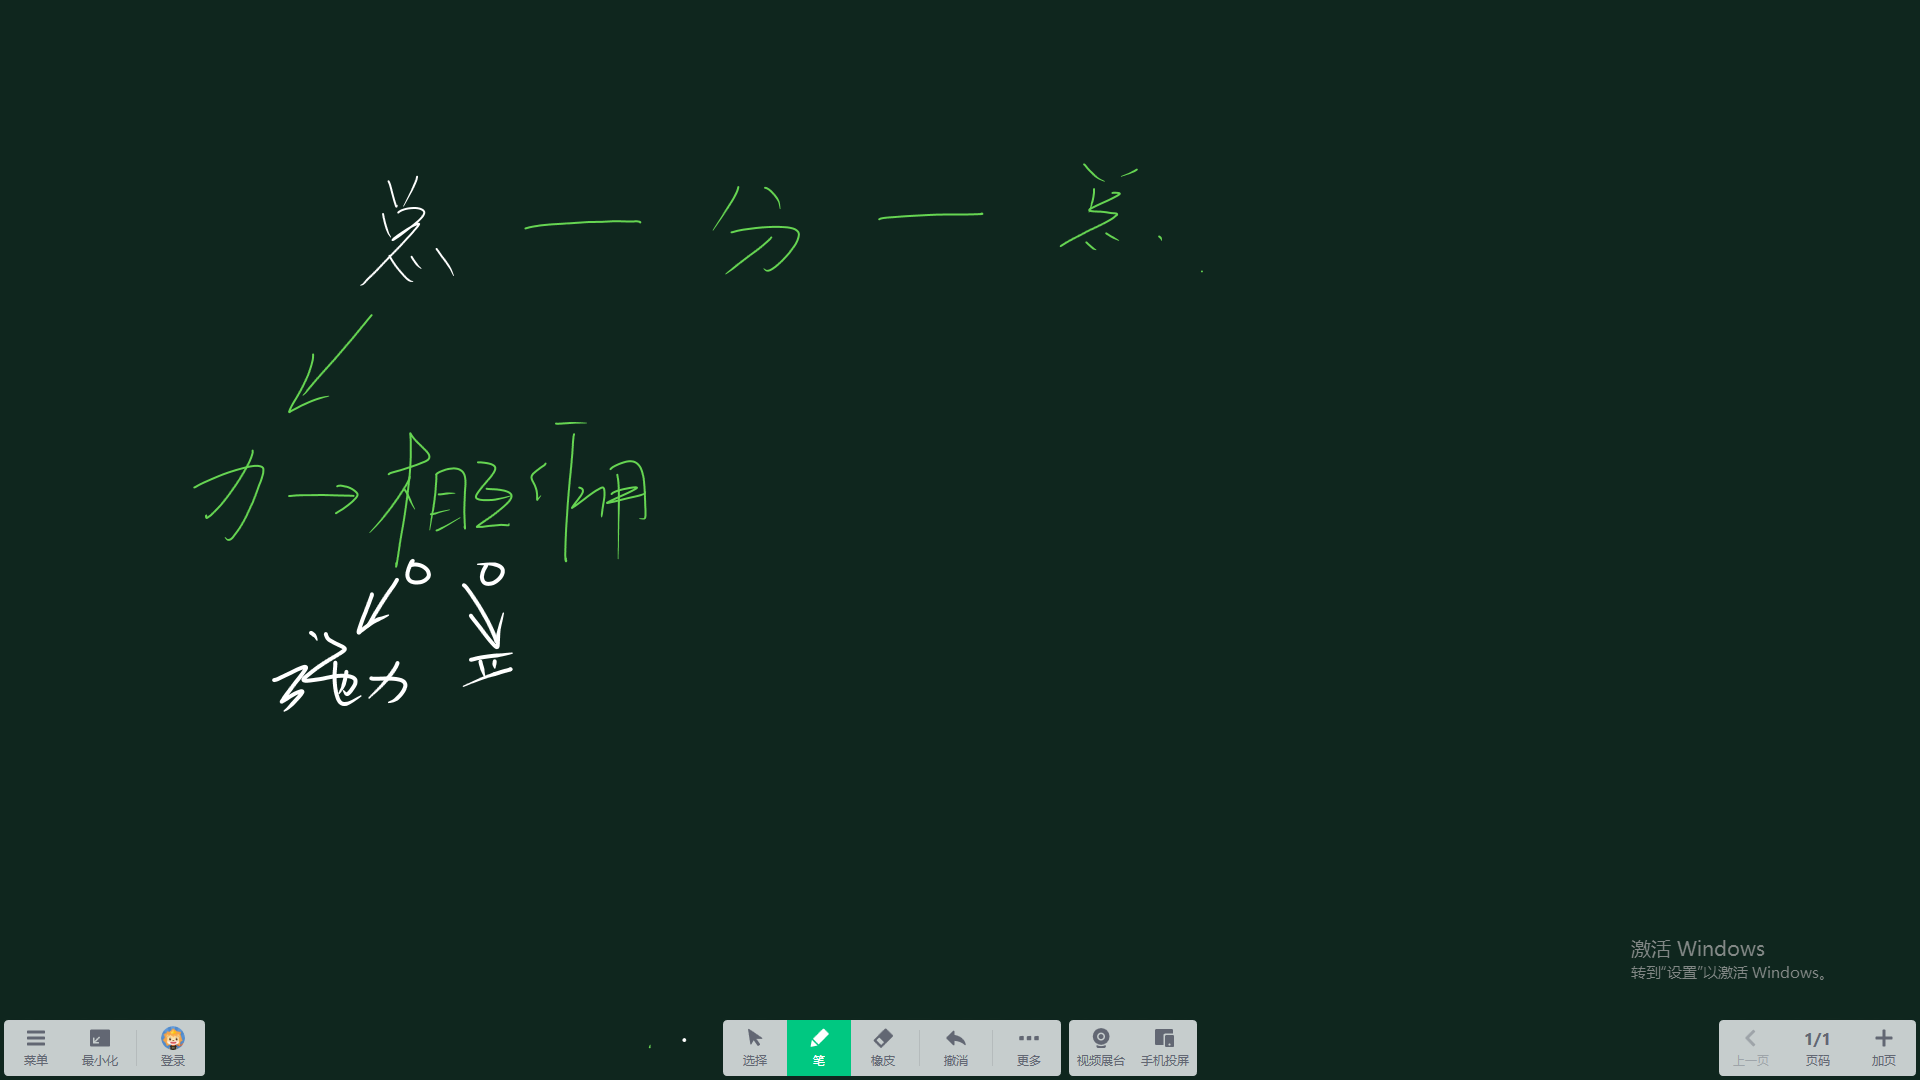 总 — 分 — 总
力→相互作用
施力
激活 Windows
转到“设置”以激活 Windows。
菜单 最小化 登录 选择 笔 橡皮 撤消 更多 视频展台 手机投屏 上一页 1/1 页码 加页